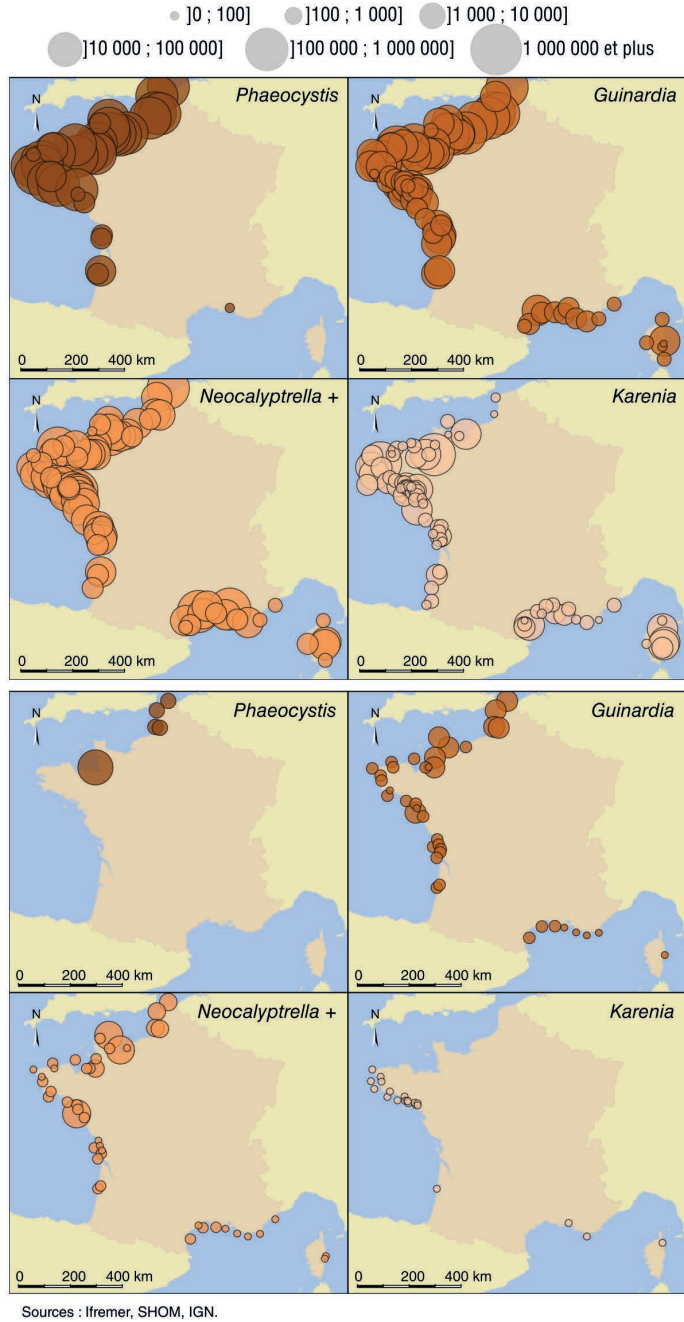 ]0 ; 100] ]100 ; 1 000] ]1 000 ; 10 000]
]10 000 ; 100 000] ]100 000 ; 1 000 000] 1 000 000 et plus
N Phaeocystis
0 200 400 km
N Guinardia
0 200 400 km
N Neocalyptrella +
0 200 400 km
N Karenia
0 200 400 km
N Phaeocystis
0 200 400 km
N Guinardia
0 200 400 km
N Neocalyptrella +
0 200 400 km
N Karenia
0 200 400 km
Sources : Ifremer, SHOM, IGN.